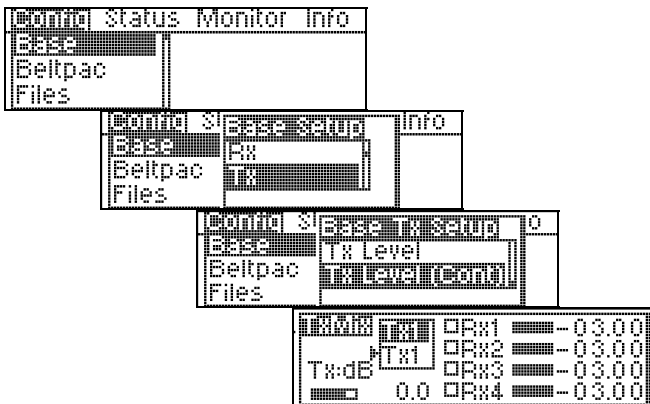 Config Status Monitor Info
Base
Beltpac
Files
Config S Info
Base Base Setup
Beltpac Rx
Files Tx
Config S Base Tx Setup o
Base Tx Level
Beltpac Tx Level (Cont)
Files
TxMix Tx1 Rx1 -03.00
Tx1 Rx2 -03.00
Tx:dB Rx3 -03.00
0.0 Rx4 -03.00